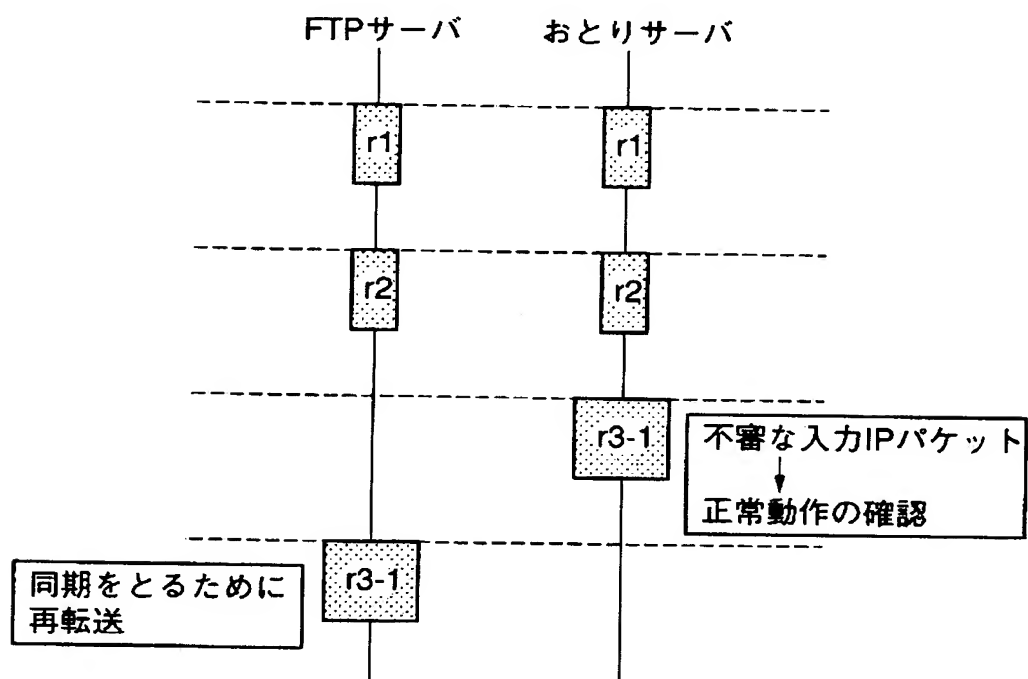 FTPサーバ
おとりサーバ
r1
r1
r2
r2
r3-1
不審な入力IPパケット
正常動作の確認
r3-1
同期をとるために
再転送